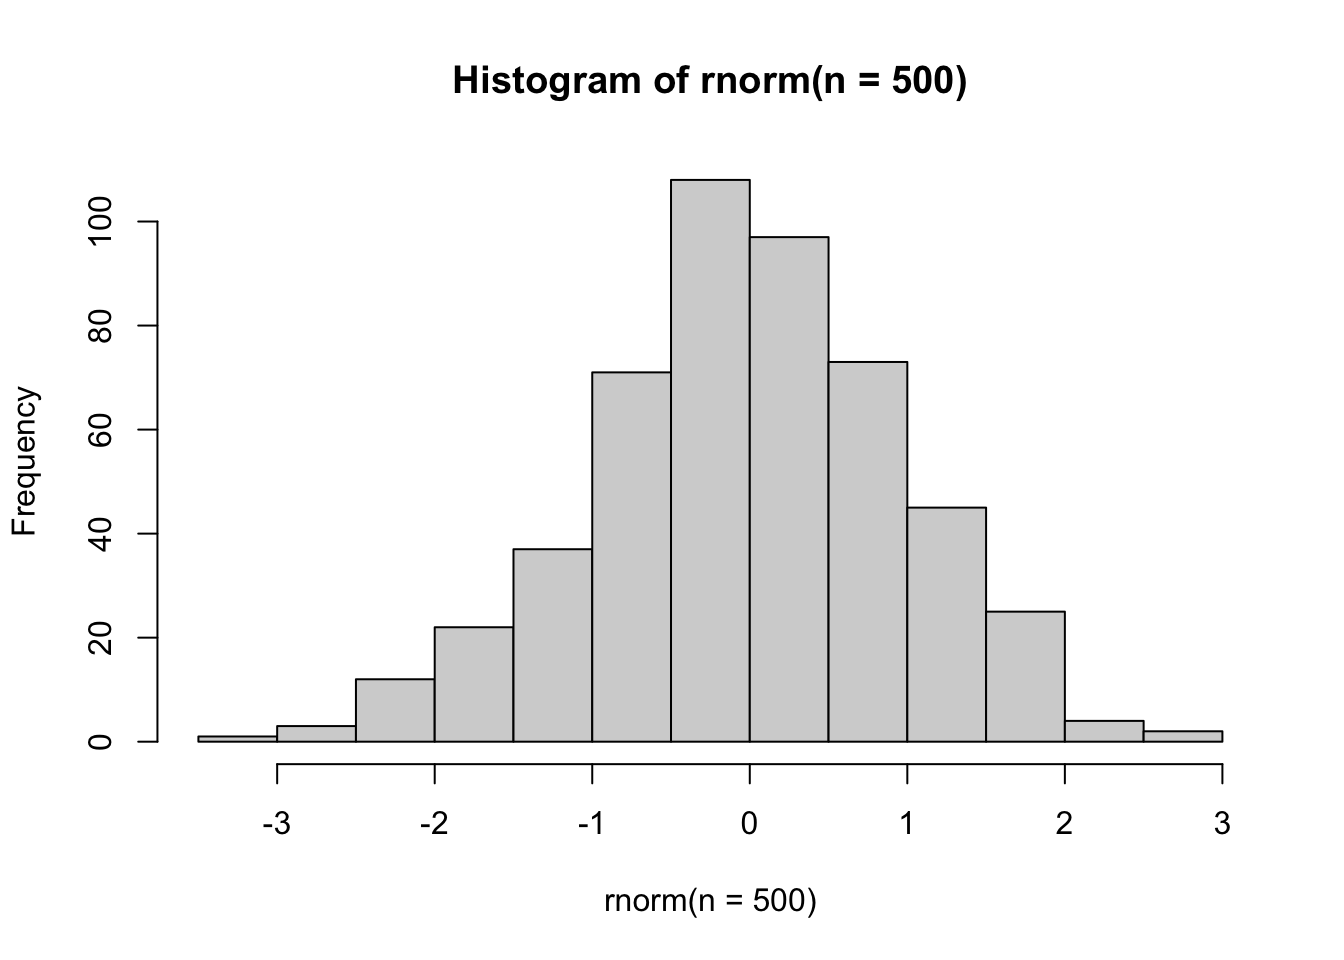 Histogram of rnorm(n = 500)
Frequency
100
80
60
40
20
0
-3 -2 -1 0 1 2 3
rnorm(n = 500)